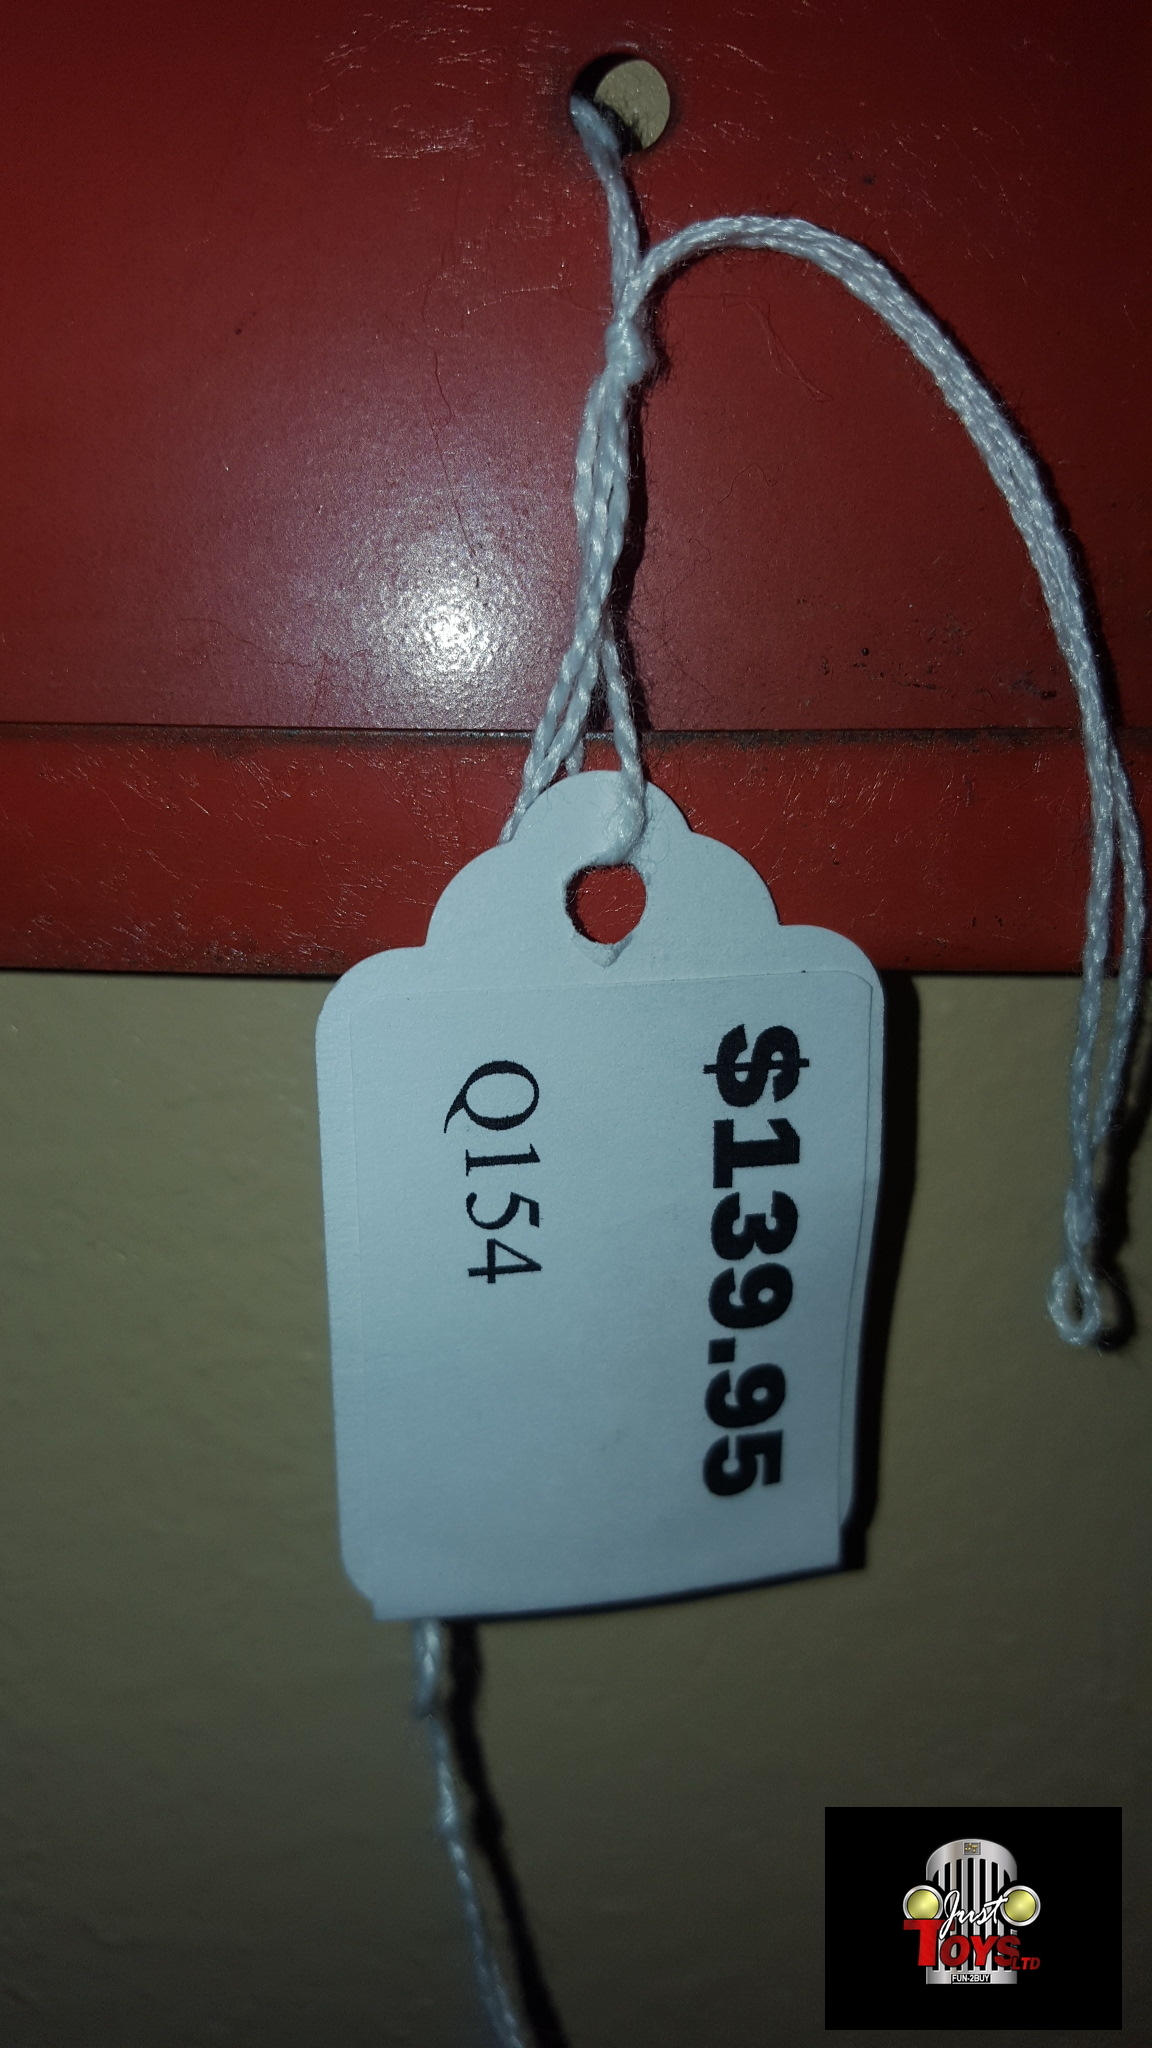 $139.95
Q154
Just
TOYS LTD
FUN-2BUY